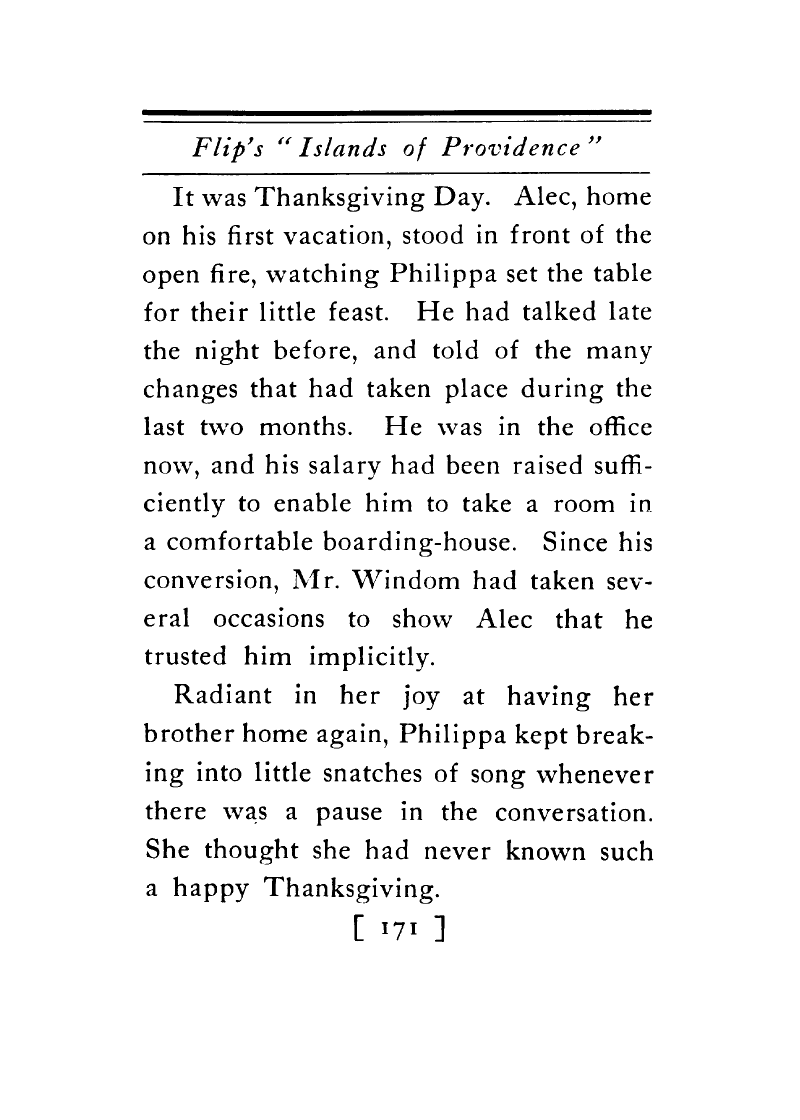 Flip's "Islands of Providence"
It was Thanksgiving Day. Alec, home
on his first vacation, stood in front of the
open fire, watching Philippa set the table
for their little feast. He had talked late
the night before, and told of the many
changes that had taken place during the
last two months. He was in the office
now, and his salary had been raised suffi-
ciently to enable him to take a room in
a comfortable boarding-house. Since his
conversion, Mr. Windom had taken sev-
eral occasions to show Alec that he
trusted him implicitly.
Radiant in her joy at having her
brother home again, Philippa kept break-
ing into little snatches of song whenever
there was a pause in the conversation.
She thought she had never known such
a happy Thanksgiving.
[ 171 ]